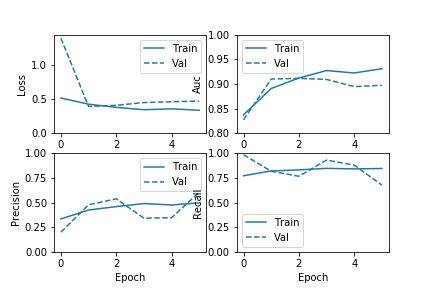 Loss
1.0
0.5
0.0
0
2
4
Train
Val
Auc
1.00
0.95
0.90
0.85
0.80
0
2
4
Train
Val
Precision
1.00
0.75
0.50
0.25
0.00
0
2
4
Epoch
Train
Val
Recall
1.00
0.75
0.50
0.25
0.00
0
2
4
Epoch
Train
Val